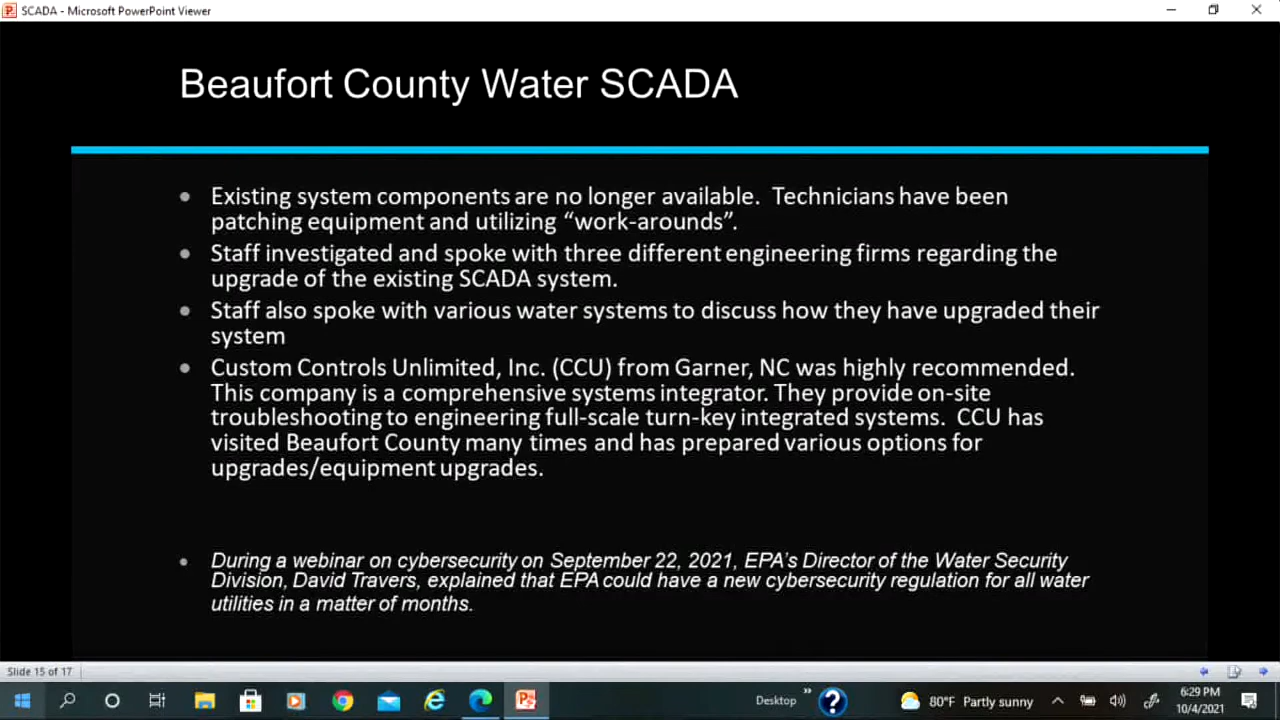 SCADA - Microsoft PowerPoint Viewer
Beaufort County Water SCADA
• Existing system components are no longer available.  Technicians have been
patching equipment and utilizing “work-arounds”.
• Staff investigated and spoke with three different engineering firms regarding the
upgrade of the existing SCADA system.
• Staff also spoke with various water systems to discuss how they have upgraded their
system
• Custom Controls Unlimited, Inc. (CCU) from Garner, NC was highly recommended.
This company is a comprehensive systems integrator. They provide on-site
troubleshooting to engineering full-scale turn-key integrated systems.  CCU has
visited Beaufort County many times and has prepared various options for
upgrades/equipment upgrades.
• During a webinar on cybersecurity on September 22, 2021, EPA’s Director of the Water Security
Division, David Travers, explained that EPA could have a new cybersecurity regulation for all water
utilities in a matter of months.
Slide 15 of 17
Desktop
80°F Partly sunny
6:29 PM
10/4/2021